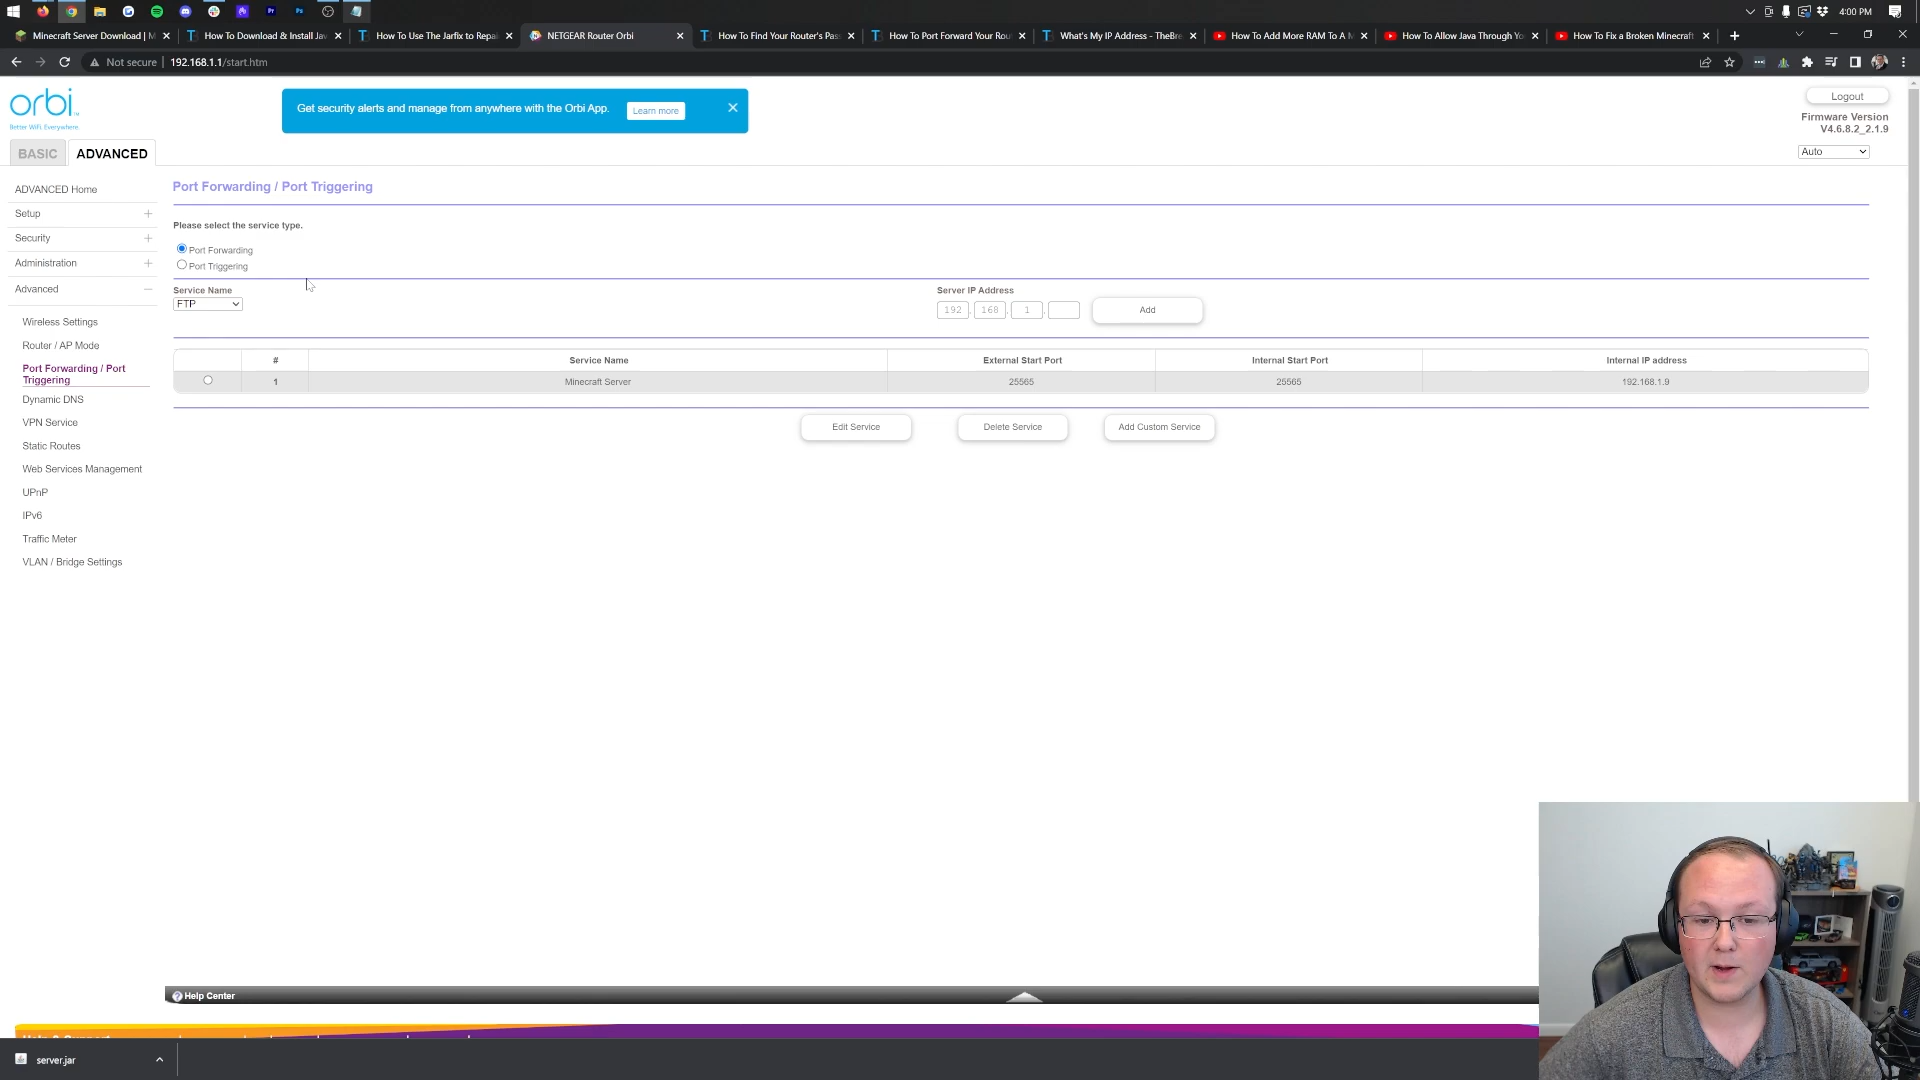 4:00 PM
Minecraft Server Download | M
How To Download & Install Jav
How To Use The Jarfix to Repai
NETGEAR Router Orbi
How To Find Your Router's Pas
How To Port Forward Your Rou
What's My IP Address - TheBre
How To Add More RAM To A M
How To Allow Java Through Yo
How To Fix a Broken Minecraft
Not secure
192.168.1.1/start.htm
orbi
Better WiFi. Everywhere.
Get security alerts and manage from anywhere with the Orbi App.
Learn more
Logout
Firmware Version
V4.6.8.2_2.1.9
Auto
BASIC
ADVANCED
ADVANCED Home
Setup
Security
Administration
Advanced
Wireless Settings
Router / AP Mode
Port Forwarding / Port
Triggering
Dynamic DNS
VPN Service
Static Routes
Web Services Management
UPnP
IPv6
Traffic Meter
VLAN / Bridge Settings
Port Forwarding / Port Triggering
Please select the service type.
Port Forwarding
Port Triggering
Service Name
FTP
Server IP Address
192 . 168 . 1 .
Add
# Service Name External Start Port Internal Start Port Internal IP address
1 Minecraft Server 25565 25565 192.168.1.9
Edit Service
Delete Service
Add Custom Service
Help Center
server.jar